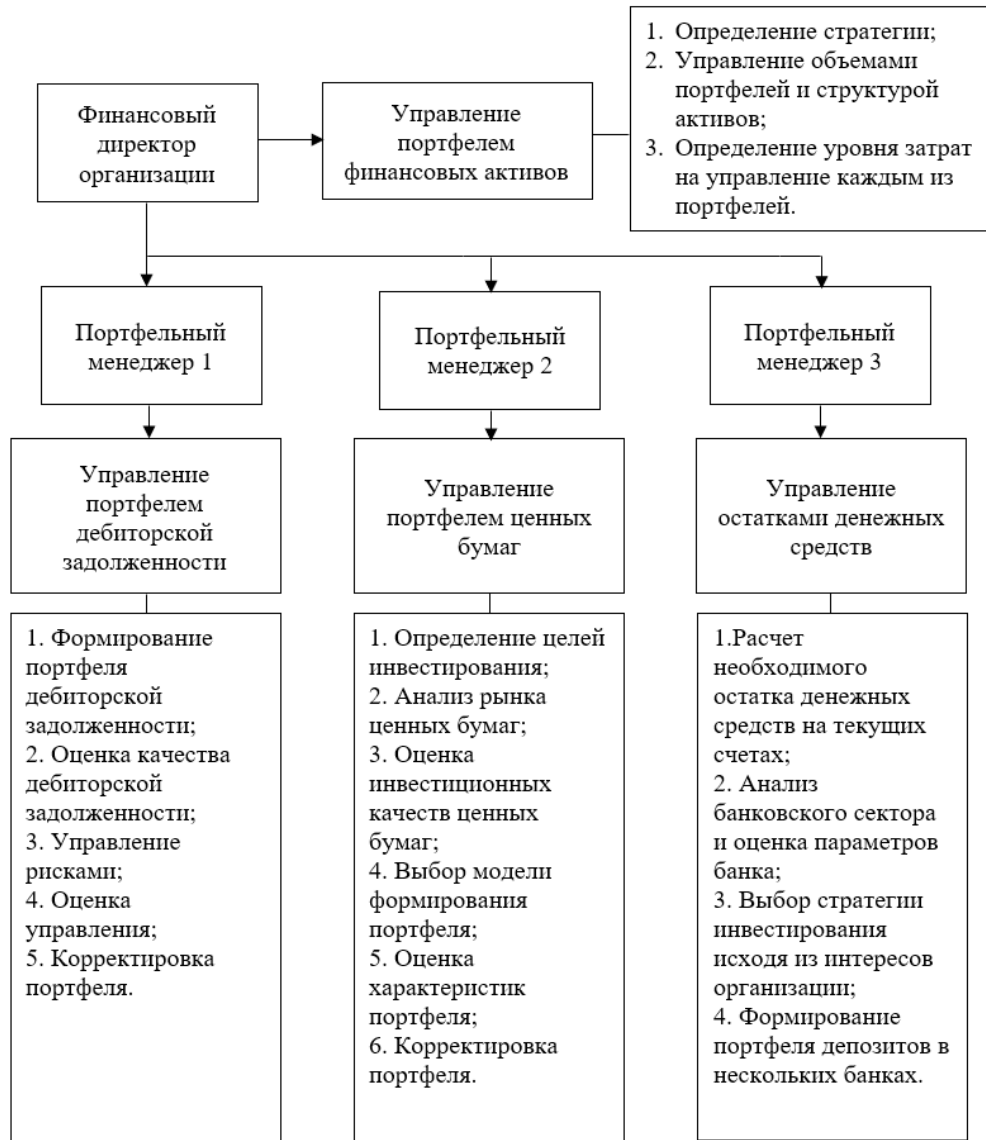 Финансовый
директор
организации
Управление
портфелем
финансовых активов
1. Определение стратегии;
2. Управление объемами
портфелей и структурой
активов;
3. Определение уровня затрат
на управление каждым из
портфелей.
Портфельный
менеджер 1
Портфельный
менеджер 2
Портфельный
менеджер 3
Управление
портфелем
дебиторской
задолженности
Управление
портфелем ценных
бумаг
Управление
остатками денежных
средств
1. Формирование
портфеля
дебиторской
задолженности;
2. Оценка качества
дебиторской
задолженности;
3. Управление
рисками;
4. Оценка
управления;
5. Корректировка
портфеля.
1. Определение целей
инвестирования;
2. Анализ рынка
ценных бумаг;
3. Оценка
инвестиционных
качеств ценных
бумаг;
4. Выбор модели
формирования
портфеля;
5. Оценка
характеристик
портфеля;
6. Корректировка
портфеля.
1.Расчет
необходимого
остатка денежных
средств на текущих
счетах;
2. Анализ
банковского сектора
и оценка параметров
банка;
3. Выбор стратегии
инвестирования
исходя из интересов
организации;
4. Формирование
портфеля депозитов в
нескольких банках.